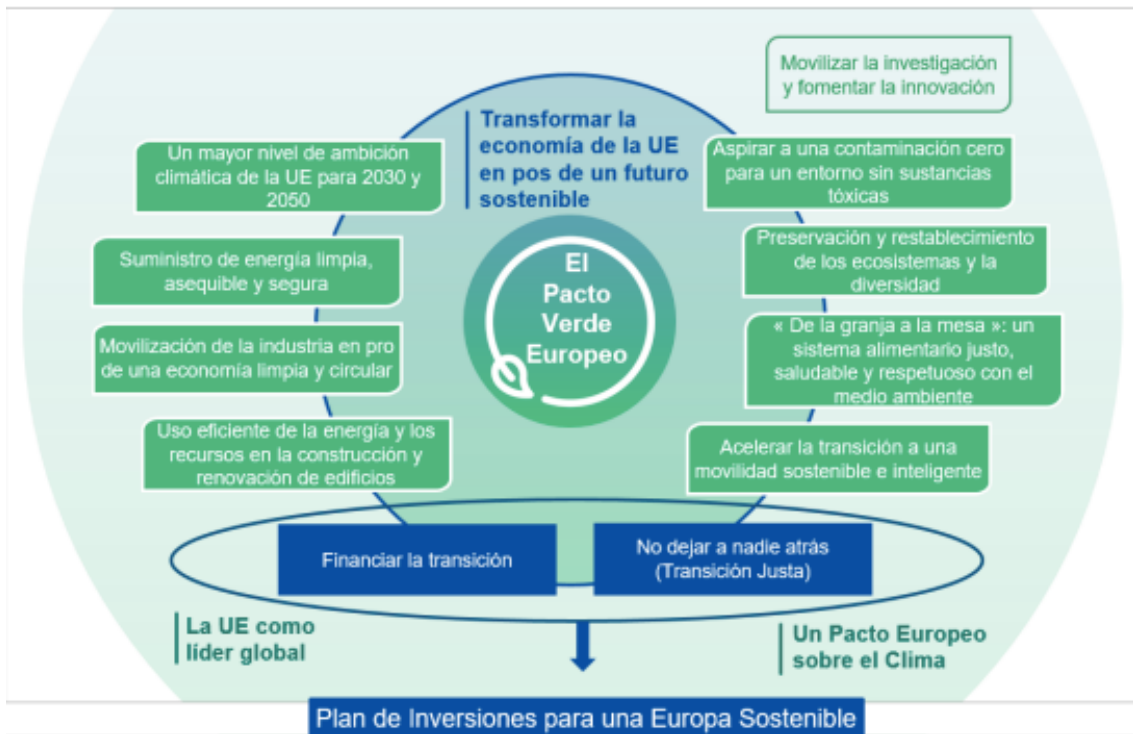 Movilizar la investigación
y fomentar la innovación
Transformar la
economía de la UE
en pos de un futuro
sostenible
Un mayor nivel de ambición
climática de la UE para 2030 y
2050
Suministro de energía limpia,
asequible y segura
Movilización de la industria en pro
de una economía limpia y circular
Uso eficiente de la energía y los
recursos en la construcción y
renovación de edificios
El
Pacto
Verde
Europeo
Aspirar a una contaminación cero
para un entorno sin sustancias
tóxicas
Preservación y restablecimiento
de los ecosistemas y la
diversidad
« De la granja a la mesa »: un
sistema alimentario justo,
saludable y respetuoso con el
medio ambiente
Acelerar la transición a una
movilidad sostenible e inteligente
Financiar la transición
No dejar a nadie atrás
(Transición Justa)
La UE como
líder global
Un Pacto Europeo
sobre el Clima
Plan de Inversiones para una Europa Sostenible